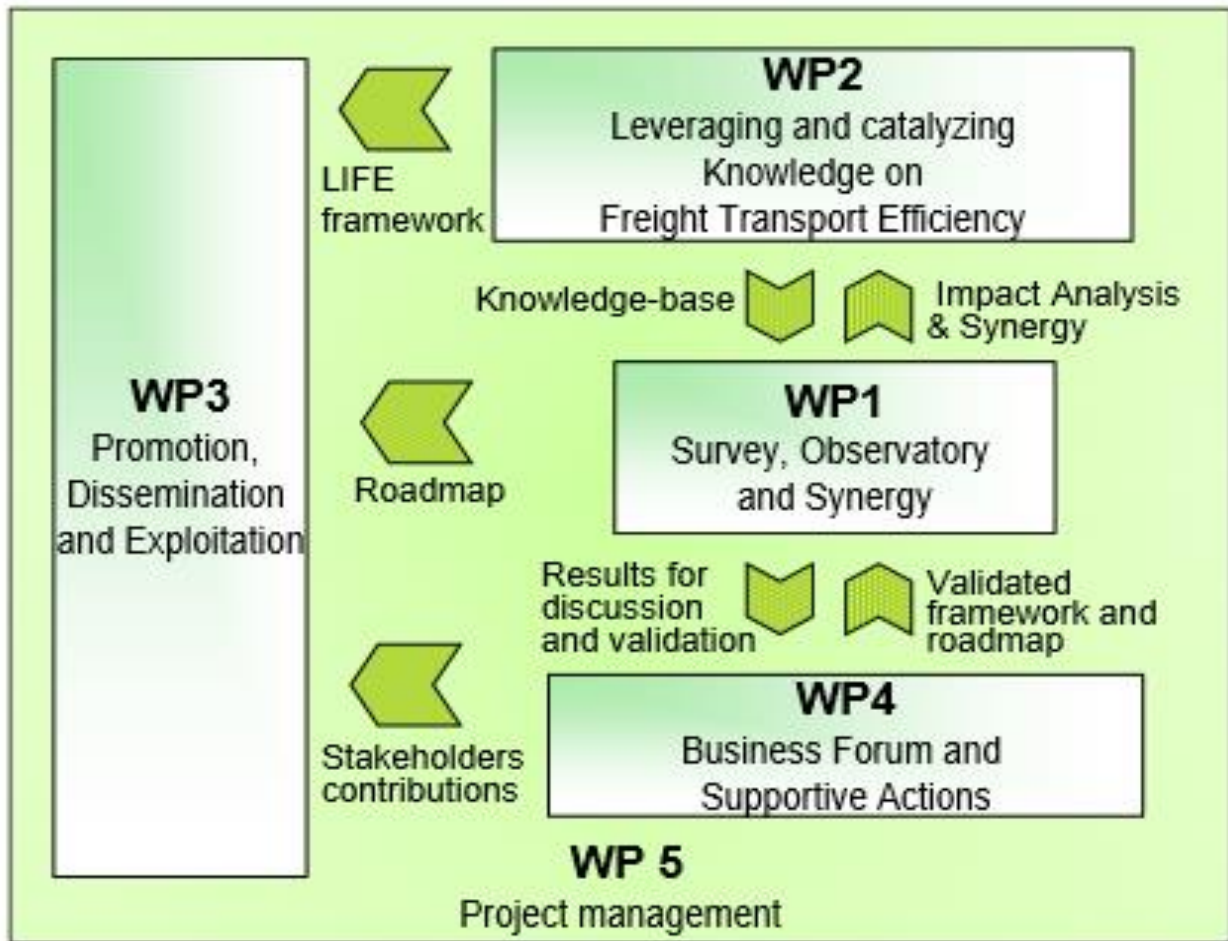 WP2
Leveraging and catalyzing
Knowledge on
Freight Transport Efficiency
LIFE
framework
Knowledge-base
Impact Analysis
& Synergy
WP3
Promotion,
Dissemination
and Exploitation
WP1
Survey, Observatory
and Synergy
Roadmap
Results for
discussion
and validation
Validated
framework and
roadmap
WP4
Business Forum and
Supportive Actions
Stakeholders
contributions
WP 5
Project management